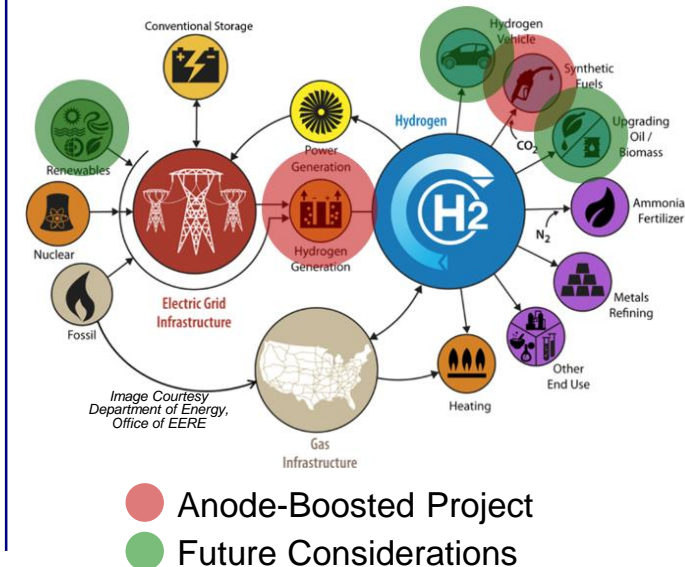 Conventional Storage
Hydrogen
Vehicle
Synthetic
Fuels
Renewables
Power
Generation
Hydrogen
CO2
Upgrading
Oil /
Biomass
Nuclear
Hydrogen
Generation
H2
N2
Ammonia
Fertilizer
Fossil
Electric Grid
Infrastructure
Metals
Refining
Other
End Use
Heating
Image Courtesy
Department of Energy,
Office of EERE
Gas
Infrastructure
Anode-Boosted Project
Future Considerations